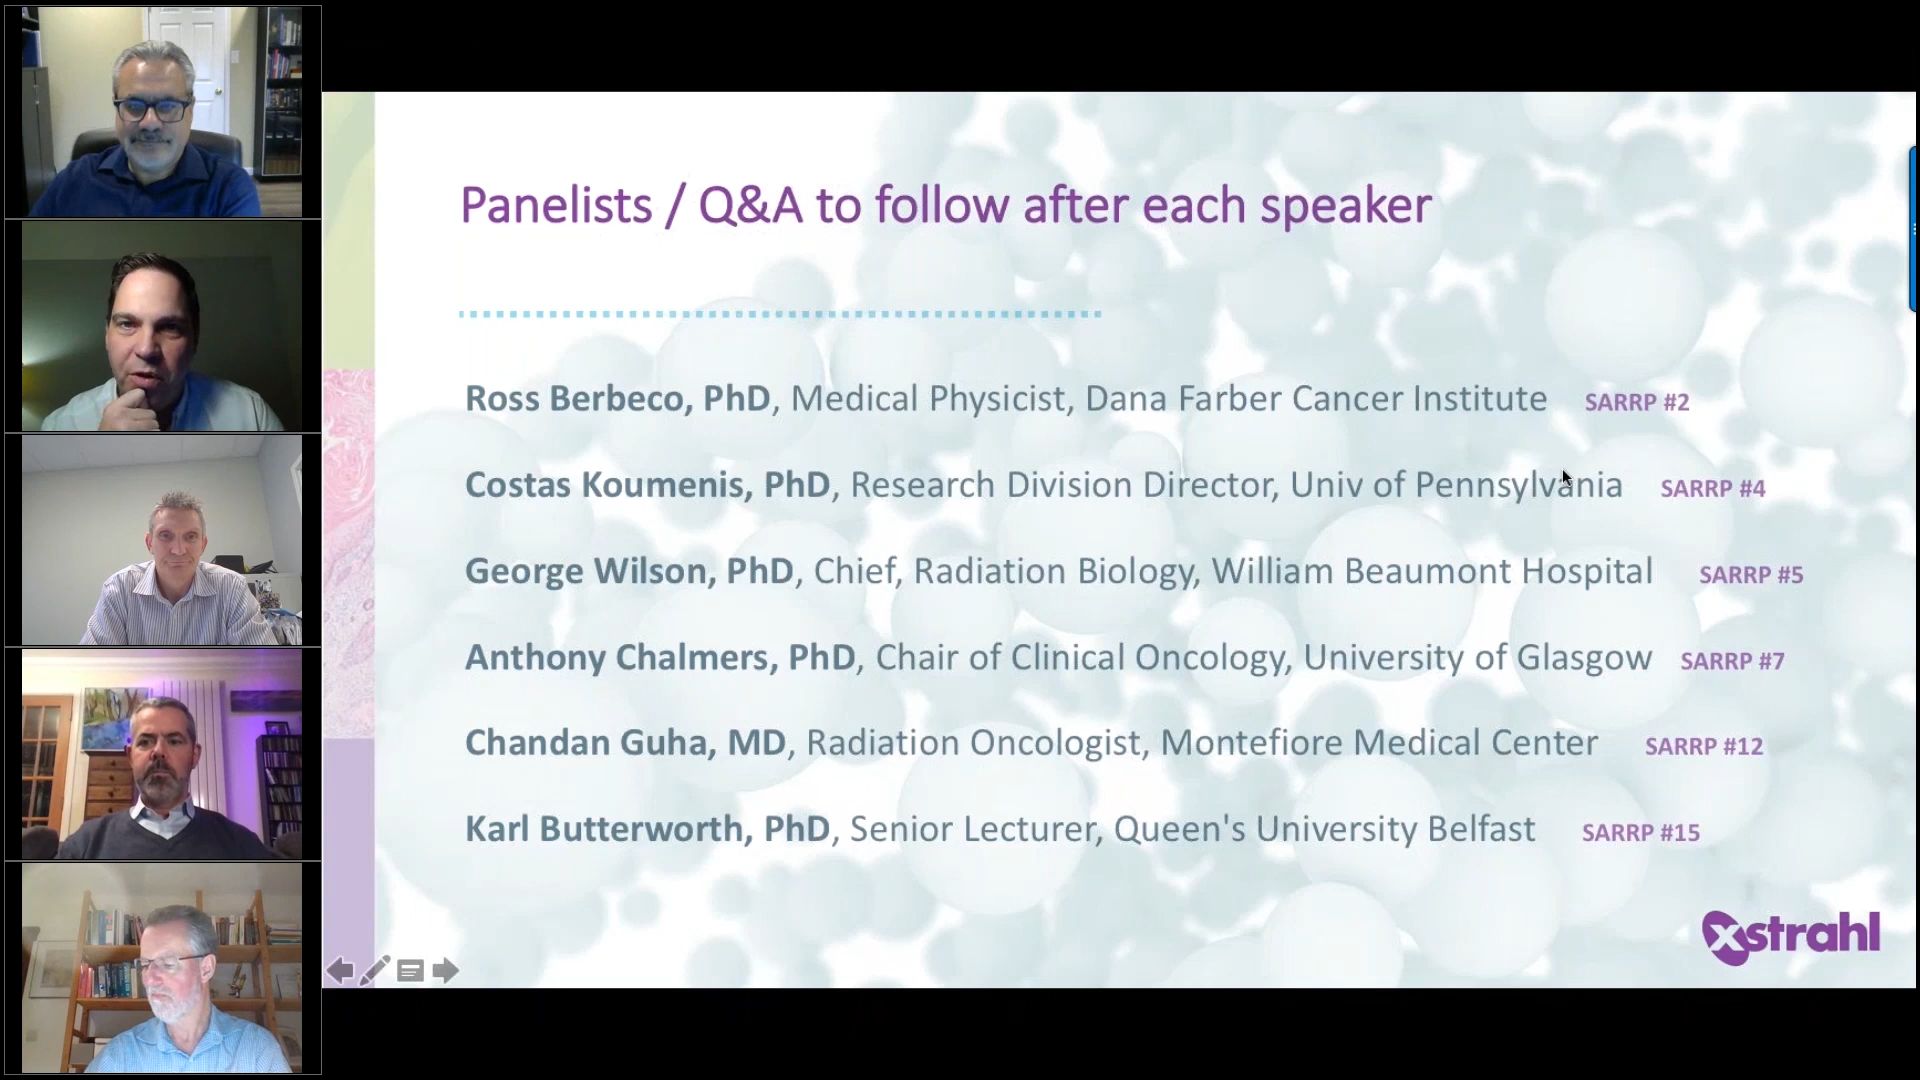 Panelists / Q&A to follow after each speaker
Ross Berbeco, PhD, Medical Physicist, Dana Farber Cancer Institute SARRP #2
Costas Koumenis, PhD, Research Division Director, Univ of Pennsylvania SARRP #4
George Wilson, PhD, Chief, Radiation Biology, William Beaumont Hospital SARRP #5
Anthony Chalmers, PhD, Chair of Clinical Oncology, University of Glasgow SARRP #7
Chandan Guha, MD, Radiation Oncologist, Montefiore Medical Center SARRP #12
Karl Butterworth, PhD, Senior Lecturer, Queen's University Belfast SARRP #15
xstrahl